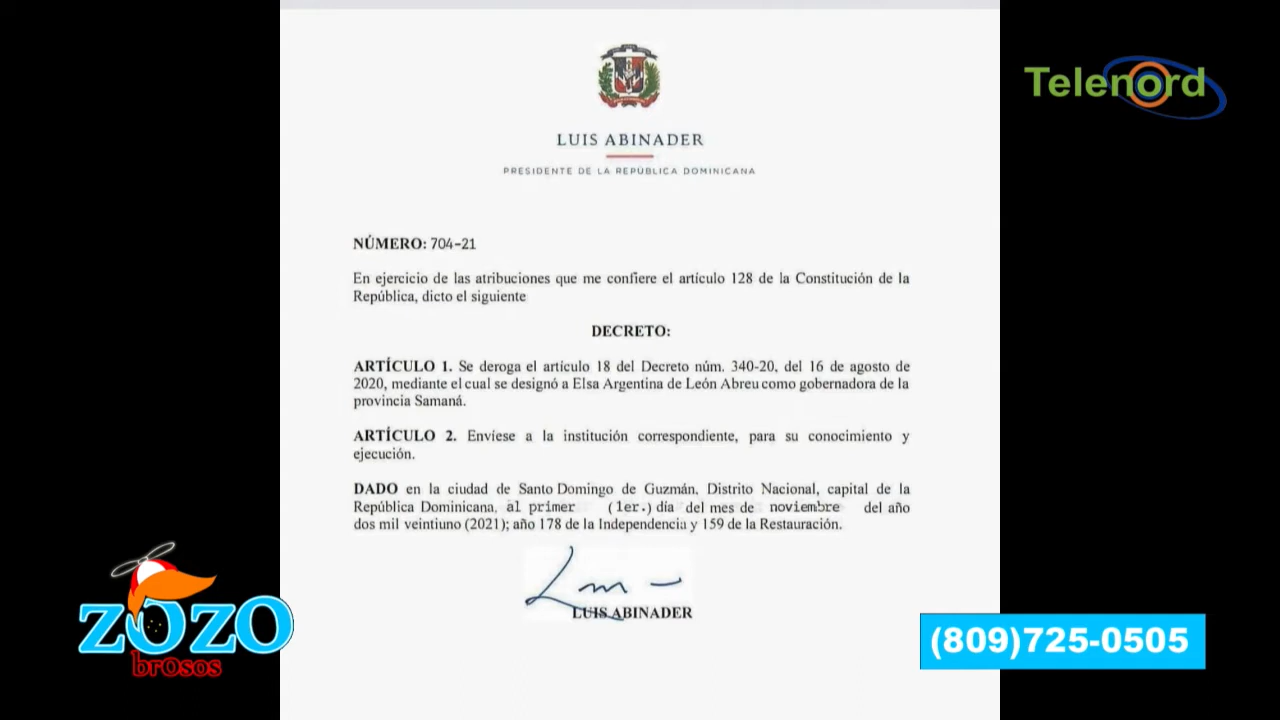 Telenord
LUIS ABINADER
PRESIDENTE DE LA REPÚBLICA DOMINICANA
NÚMERO: 704-21
En ejercicio de las atribuciones que me confiere el artículo 128 de la Constitución de la
República, dicto el siguiente
DECRETO:
ARTÍCULO 1. Se deroga el artículo 18 del Decreto núm. 340-20, del 16 de agosto de
2020, mediante el cual se designó a Elsa Argentina de León Abreu como gobernadora de la
provincia Samaná.
ARTÍCULO 2. Envíese a la institución correspondiente, para su conocimiento y
ejecución.
DADO en la ciudad de Santo Domingo de Guzmán, Distrito Nacional, capital de la
República Dominicana, al primer (1er.) día del mes de noviembre del año
dos mil veintiuno (2021); año 178 de la Independencia y 159 de la Restauración.
LUIS ABINADER
ZOZO
brOsos
(809)725-0505